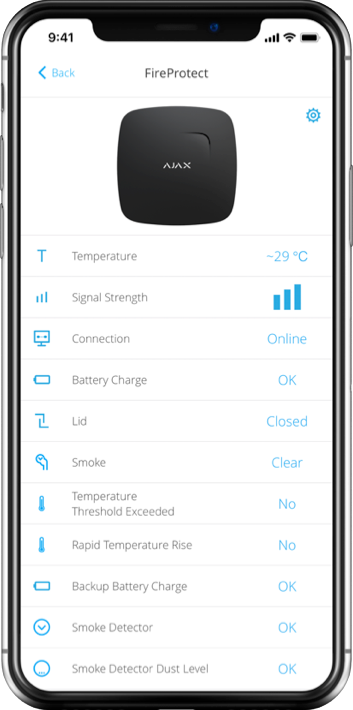 9:41
Back
FireProtect
AJAX
T Temperature ~29 °C
Signal Strength
Connection Online
Battery Charge OK
Lid Closed
Smoke Clear
Temperature
Threshold Exceeded No
Rapid Temperature Rise No
Backup Battery Charge OK
Smoke Detector OK
Smoke Detector Dust Level OK